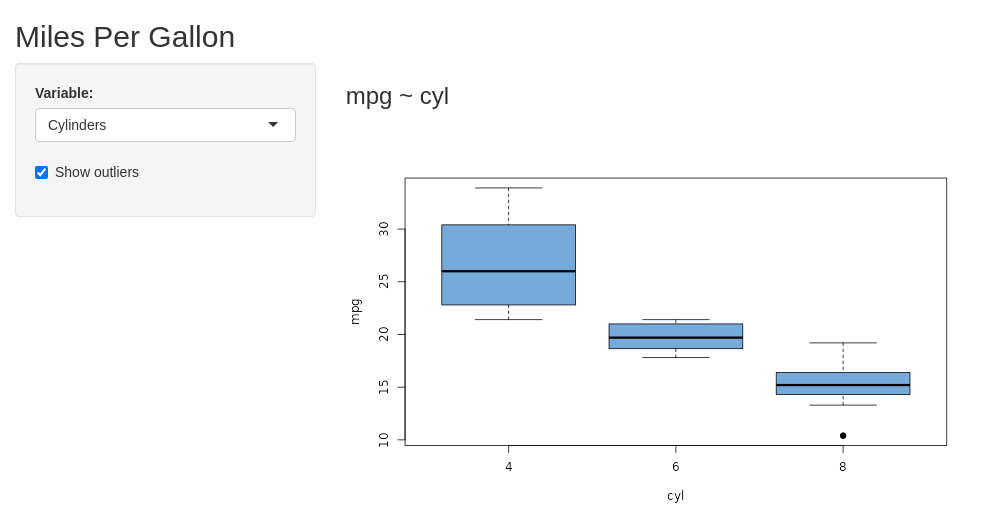 Miles Per Gallon
Variable:
Cylinders
Show outliers
mpg ~ cyl
mpg
30
25
20
15
10
4 6 8
cyl